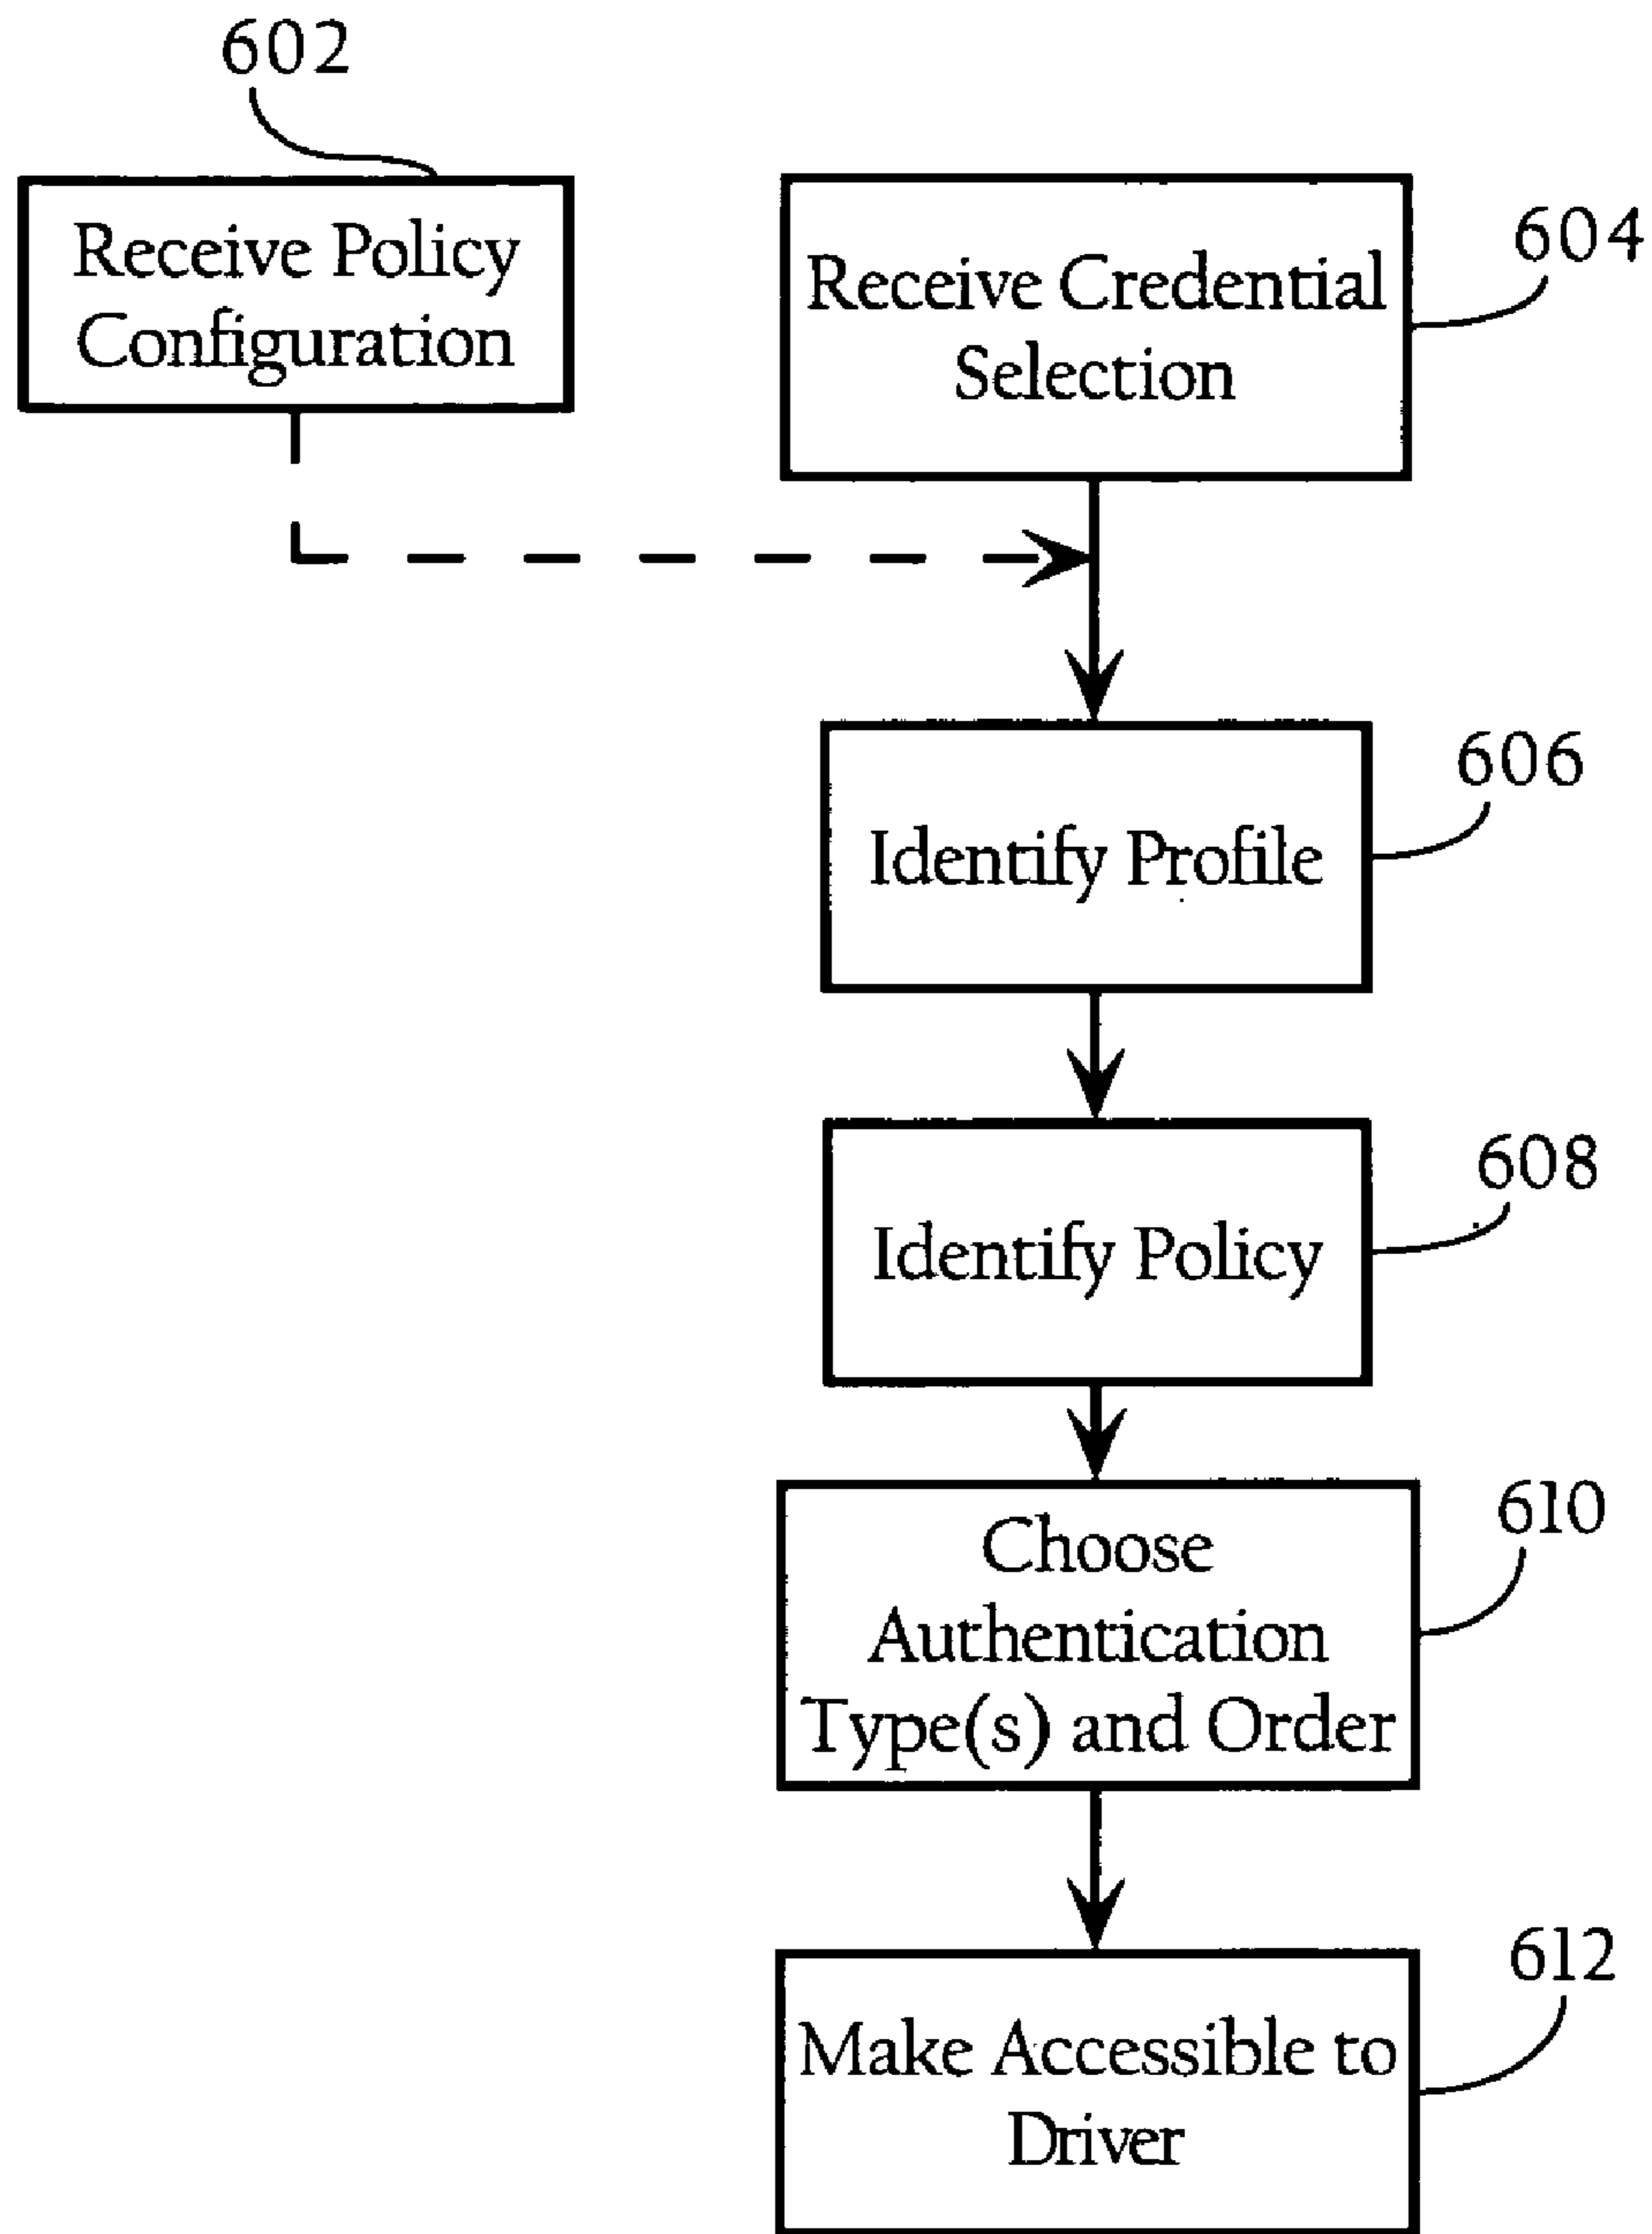 602
Receive Policy
Configuration
Receive Credential
Selection
604
Identify Profile
606
Identify Policy
608
Choose
Authentication
Type(s) and Order
610
Make Accessible to
Driver
612